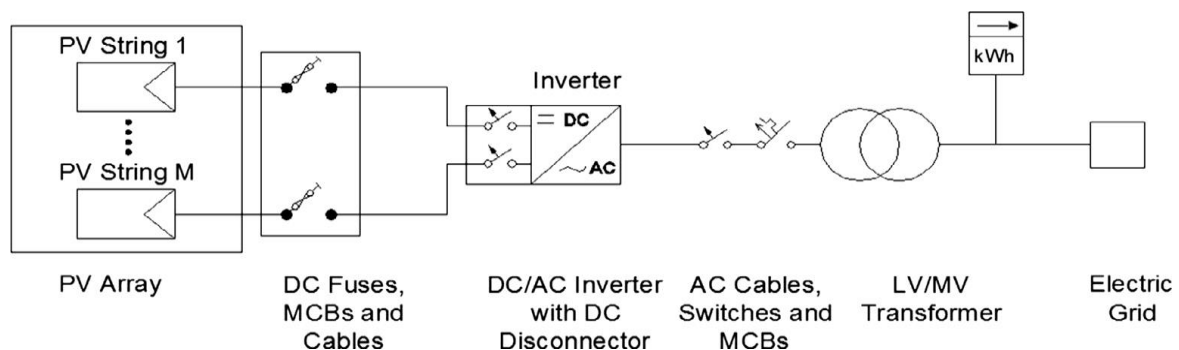 PV String 1
PV String M
Inverter
= DC
~ AC
kWh
PV Array
DC Fuses,
MCBs and
Cables
DC/AC Inverter
with DC
Disconnector
AC Cables,
Switches and
MCBs
LV/MV
Transformer
Electric
Grid